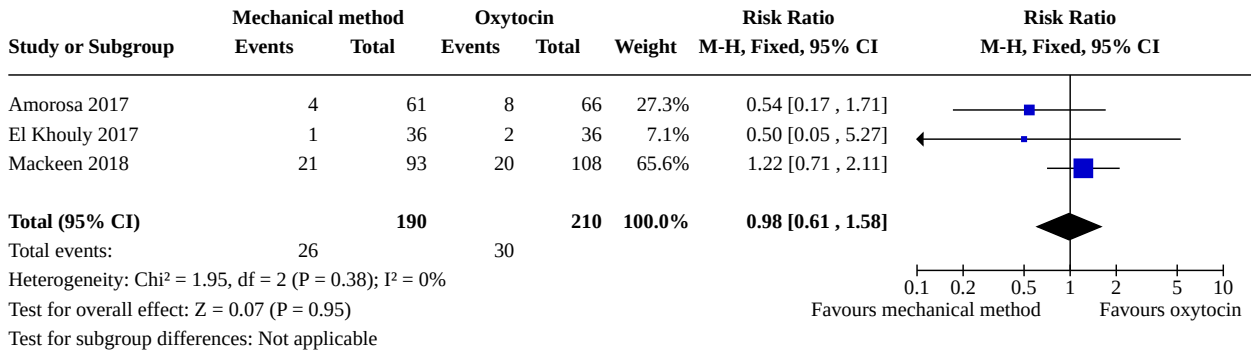 Mechanical method Oxytocin Risk Ratio Risk Ratio
Study or Subgroup Events Total Events Total Weight M-H, Fixed, 95% CI M-H, Fixed, 95% CI
Amorosa 2017 4 61 8 66 27.3% 0.54 [0.17 , 1.71]
El Khouly 2017 1 36 2 36 7.1% 0.50 [0.05 , 5.27]
Mackeen 2018 21 93 20 108 65.6% 1.22 [0.71 , 2.11]
Total (95% CI) 190 210 100.0% 0.98 [0.61 , 1.58]
Total events: 26 30
Heterogeneity: Chi² = 1.95, df = 2 (P = 0.38); I² = 0%
0.1 0.2 0.5 1 2 5 10
Test for overall effect: Z = 0.07 (P = 0.95) Favours mechanical method Favours oxytocin
Test for subgroup differences: Not applicable